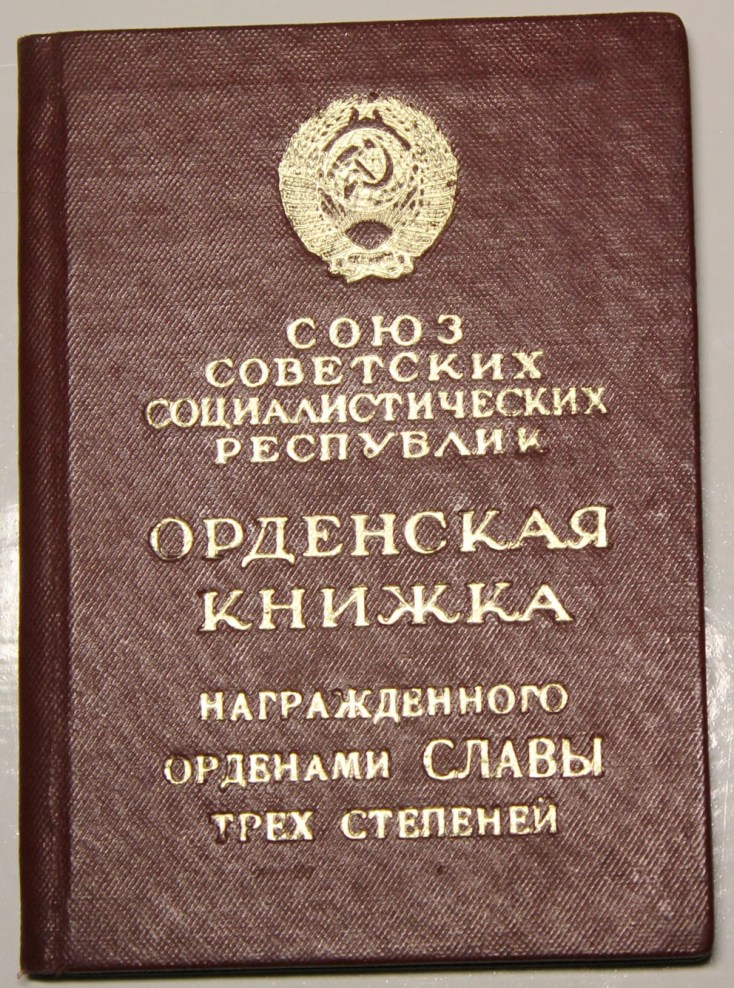 СОЮЗ
СОВЕТСКИХ
СОЦИАЛИСТИЧЕСКИХ
РЕСПУБЛИК
ОРДЕНСКАЯ
КНИЖКА
НАГРАЖДЕННОГО
ОРДЕНАМИ СЛАВЫ
ТРЕХ СТЕПЕНЕЙ